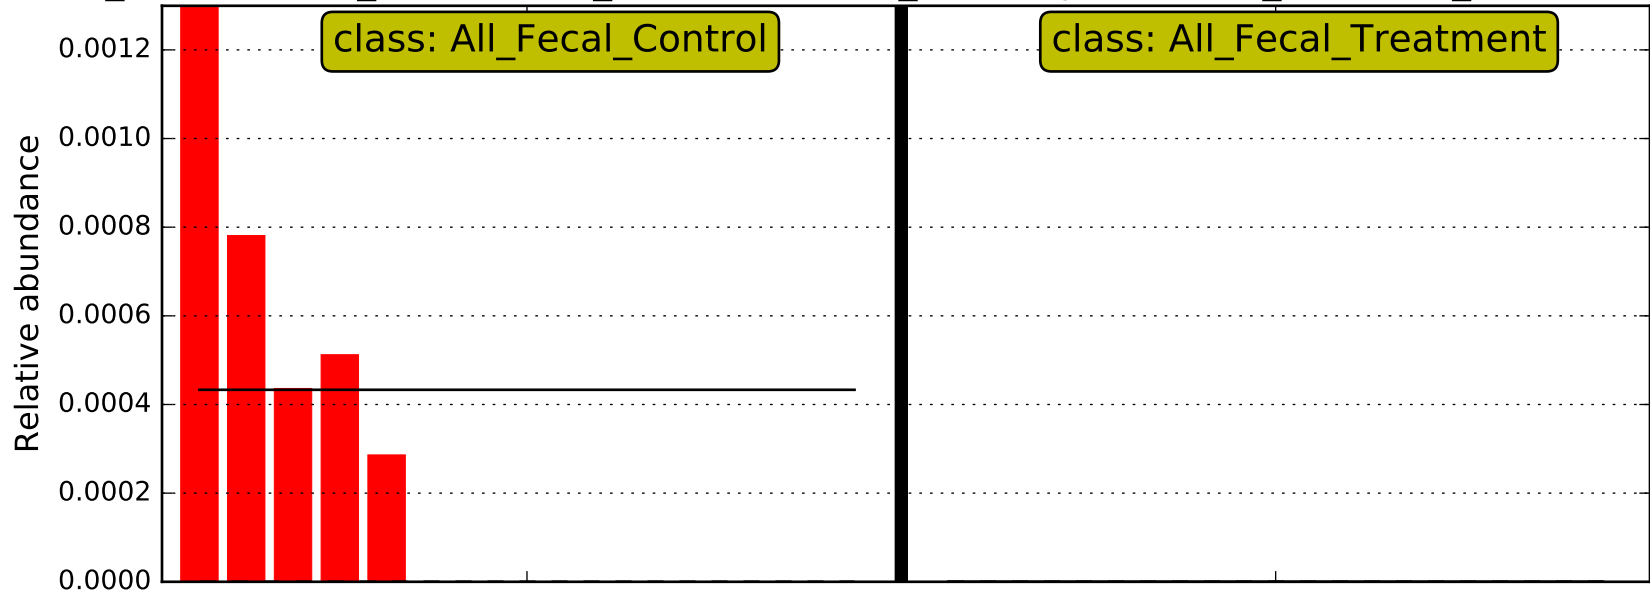 class: All_Fecal_Control
class: All_Fecal_Treatment
Relative abundance
0.0012
0.0010
0.0008
0.0006
0.0004
0.0002
0.0000